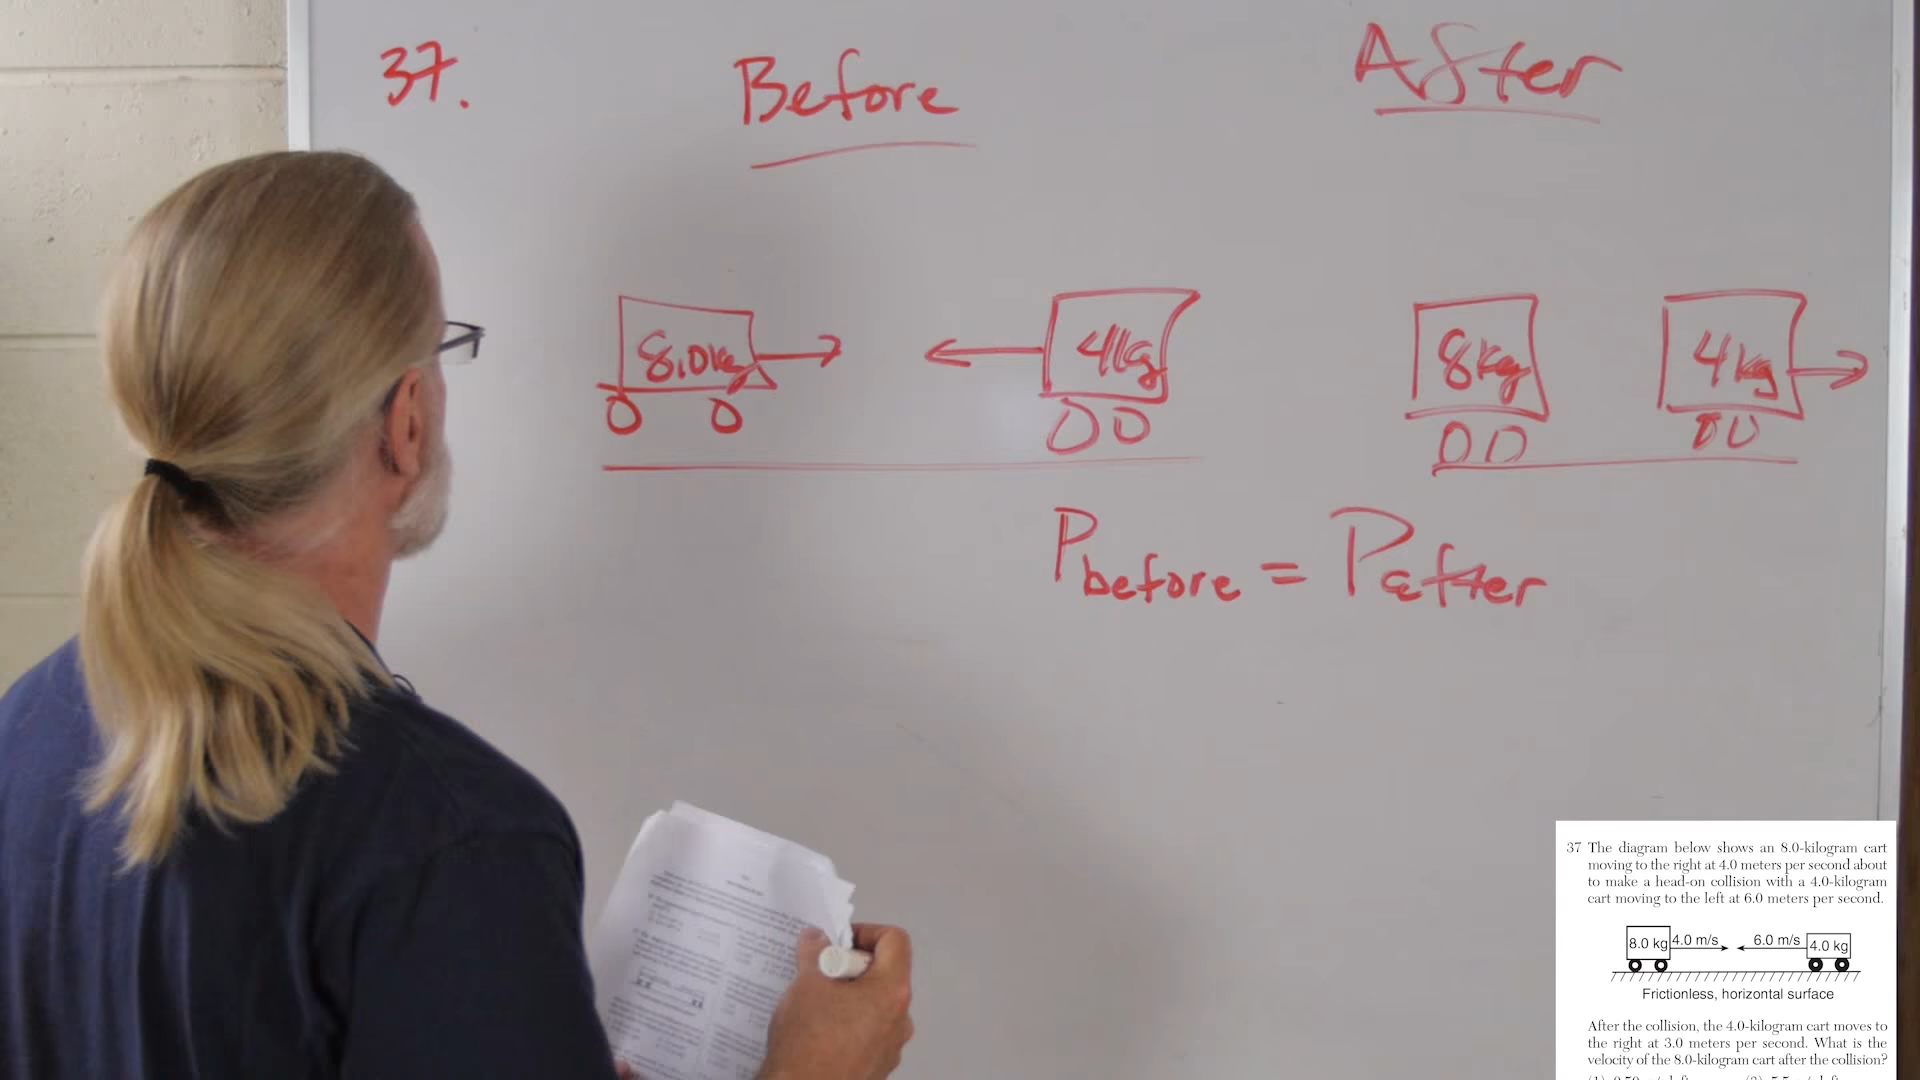 37.
Before
After
8.0kg
4kg
8kg
4kg
Pbefore = Pafter
37 The diagram below shows an 8.0-kilogram cart
moving to the right at 4.0 meters per second about
to make a head-on collision with a 4.0-kilogram
cart moving to the left at 6.0 meters per second.
8.0 kg 4.0 m/s 6.0 m/s 4.0 kg
Frictionless, horizontal surface
After the collision, the 4.0-kilogram cart moves to
the right at 3.0 meters per second. What is the
velocity of the 8.0-kilogram cart after the collision?